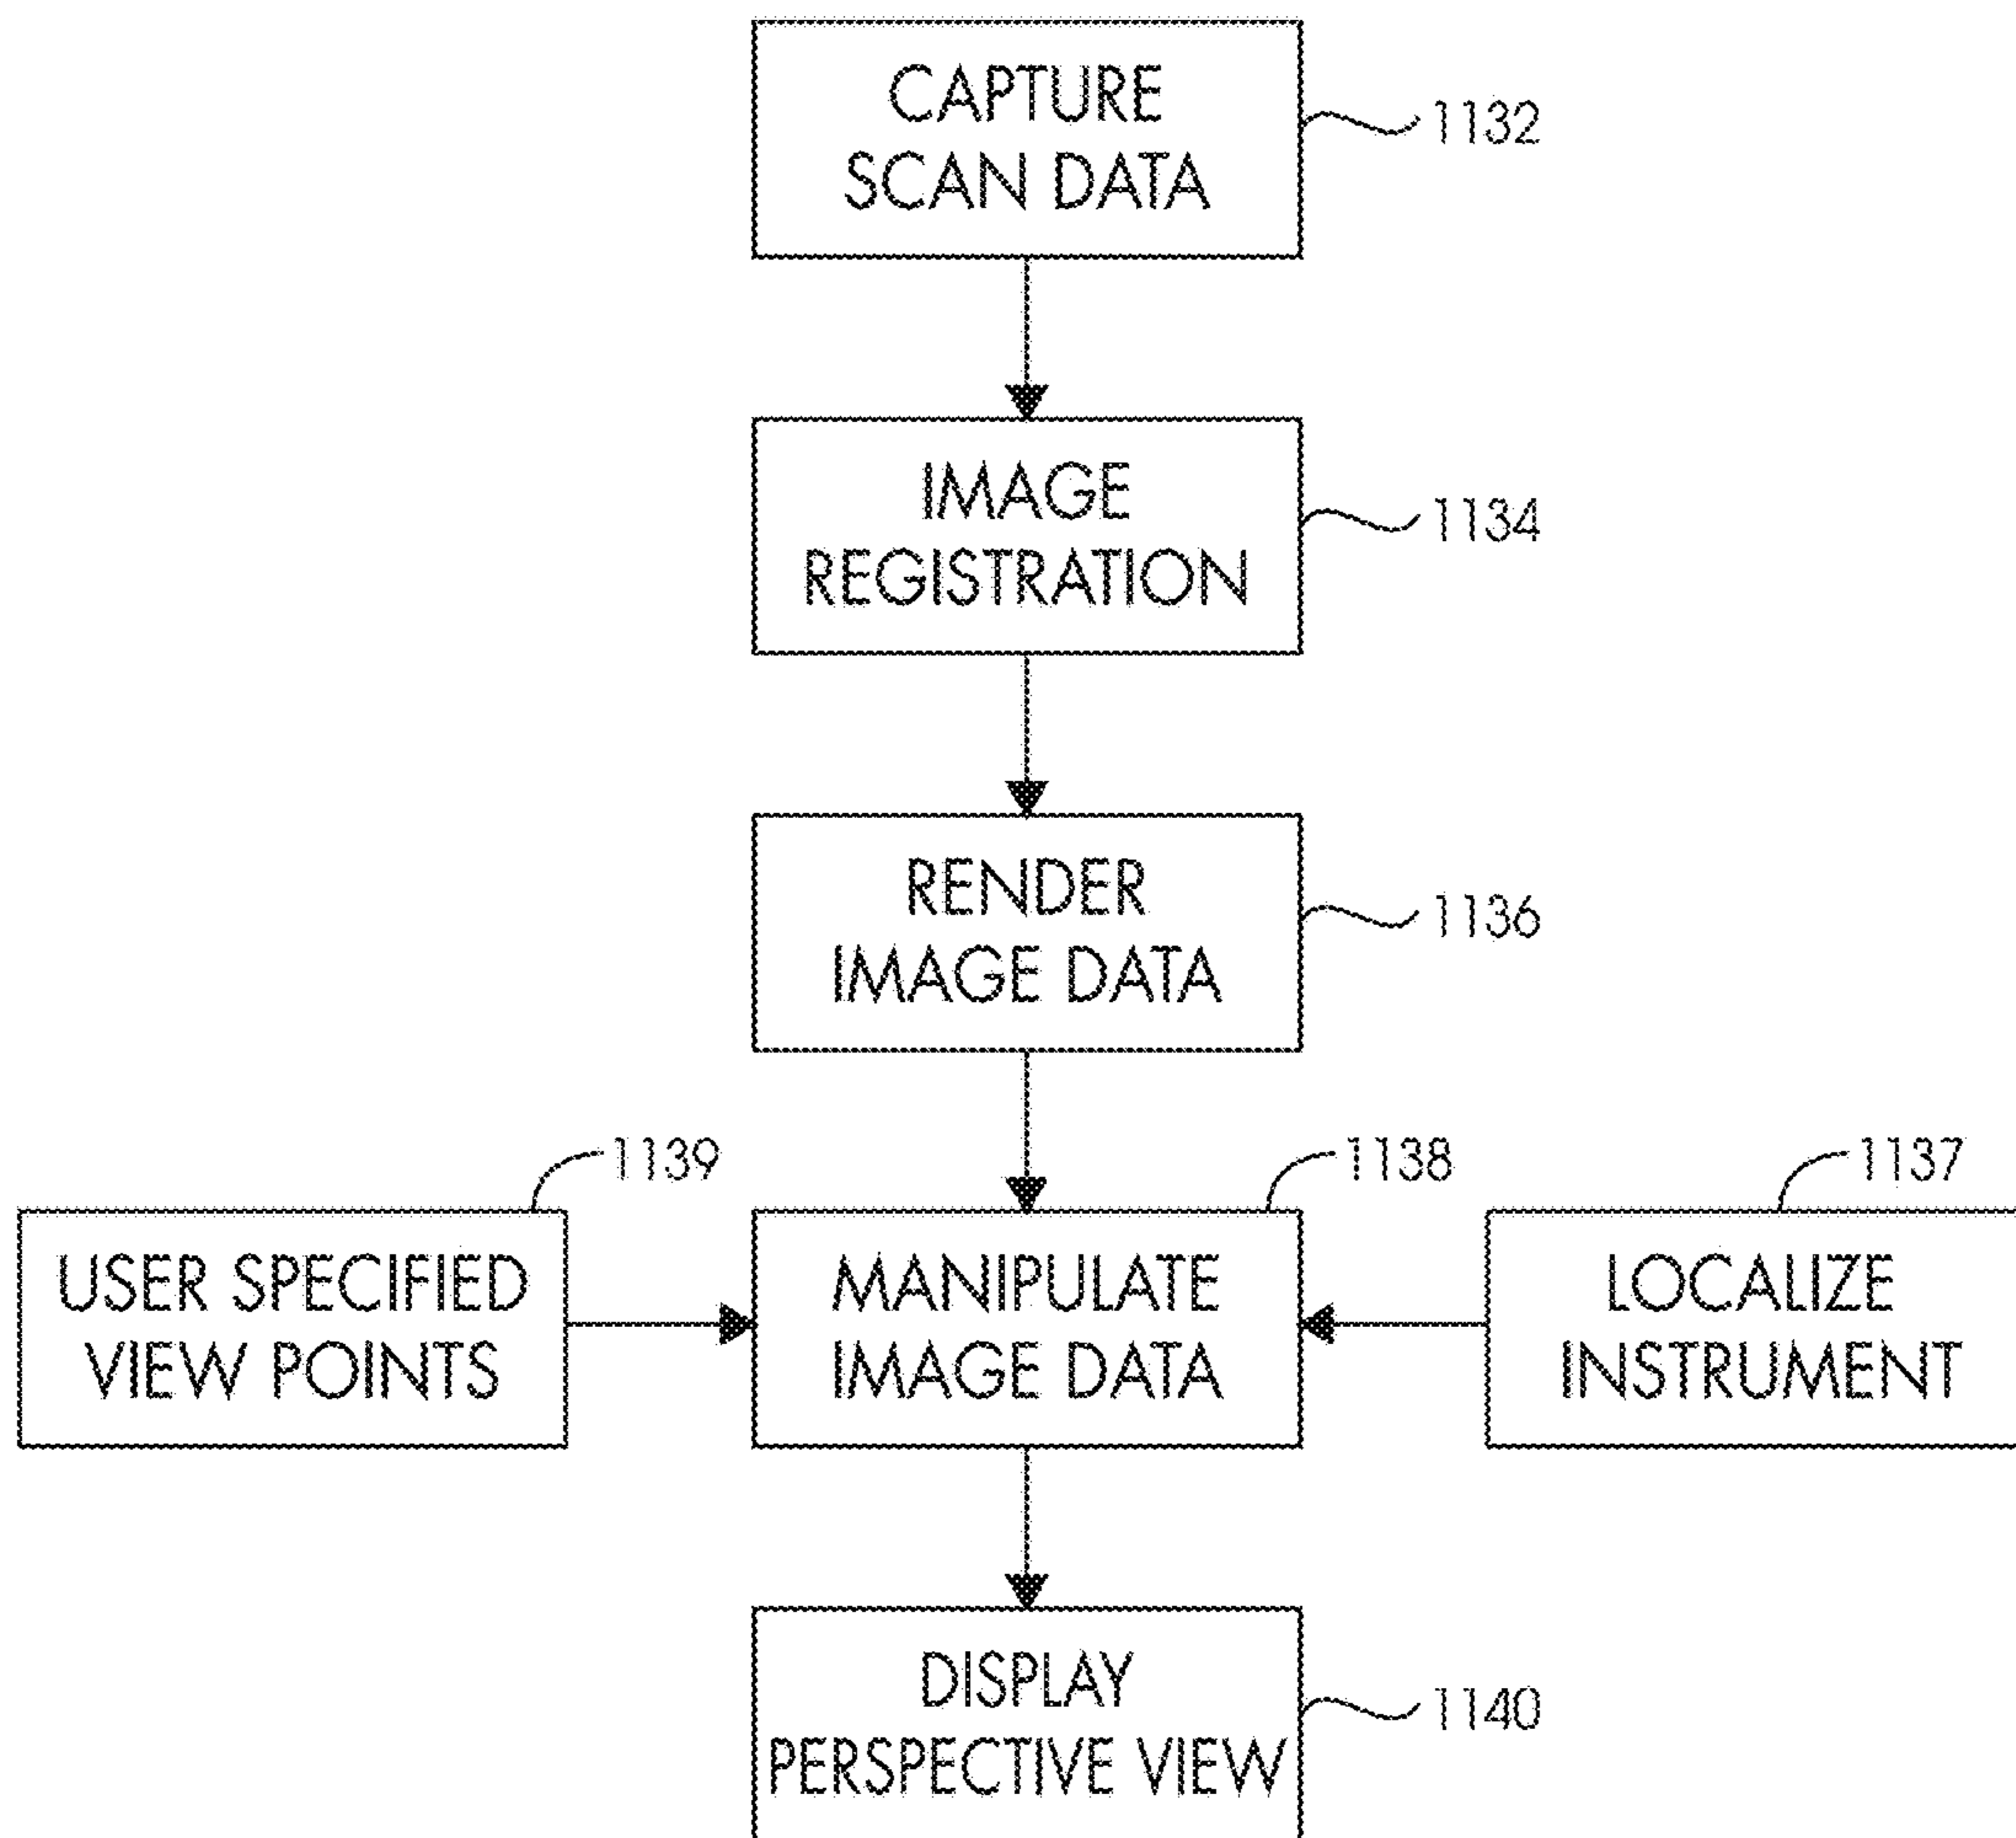 CAPTURE
SCAN DATA
1132
IMAGE
REGISTRATION
1134
RENDER
IMAGE DATA
1136
1139
USER SPECIFIED
VIEW POINTS
1138
MANIPULATE
IMAGE DATA
1137
LOCALIZE
INSTRUMENT
DISPLAY
PERSPECTIVE VIEW
1140